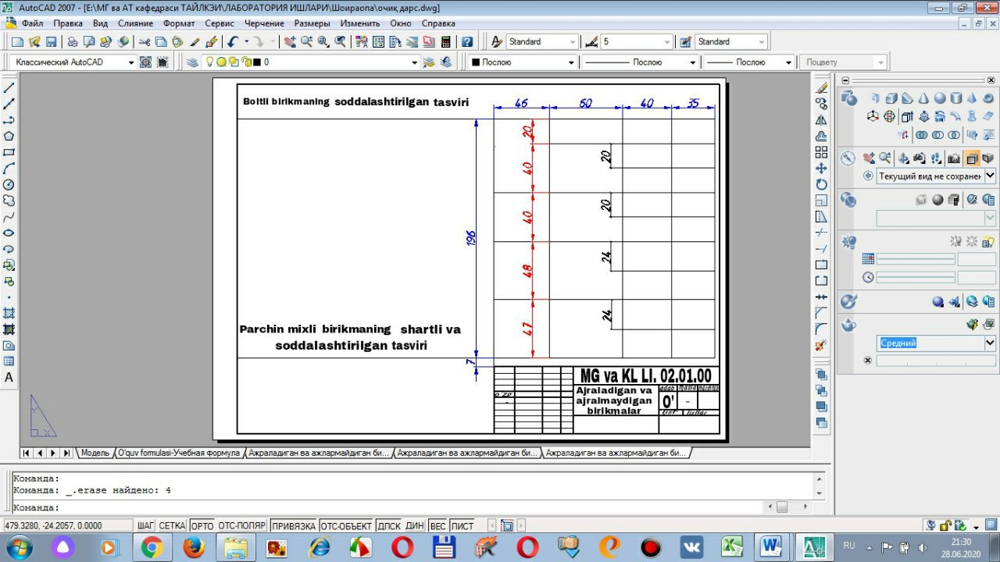 AutoCAD 2007 - [E:\МГ ва АТ кафедраси ТАЙЛКЭИ\ЛАБОРАТОРИЯ ИШЛАРИ\Шоираопа\очиқ дарс.dwg]
Файл Правка Вид Слияние Формат Сервис Черчение Размеры Изменить Окно Справка
Standard 5 Standard
Классический AutoCAD 0 Послою Послою Послою Поцвету
Boltli birikmaning soddalashtirilgan tasviri
46 60 40 35
20
20
40
20
40
196
24
48
24
47
7
Parchin mixli birikmaning shartli va
soddalashtirilgan tasviri
MG va KL LI. 02.01.00
Ajraladigan va
ajralmaydigan
birikmalar
O'
-
list listlar
Текущий вид не сохранен
Средний
Модель O'quv formulasi-Учебная формула Ажраладиган ва ажлармайдиган би... Ажраладиган ва ажлармайдиган би... Ажраладиган ва ажлармайдиган би...
Команда:
Команда: _.erase найдено: 4
Команда:
479.3280, -24.2057, 0.0000 ШАГ СЕТКА ОРТО ОТС-ПОЛЯР ПРИВЯЗКА ОТС-ОБЪЕКТ ДПСК ДИН ВЕС ЛИСТ
RU
21:30
28.06.2020